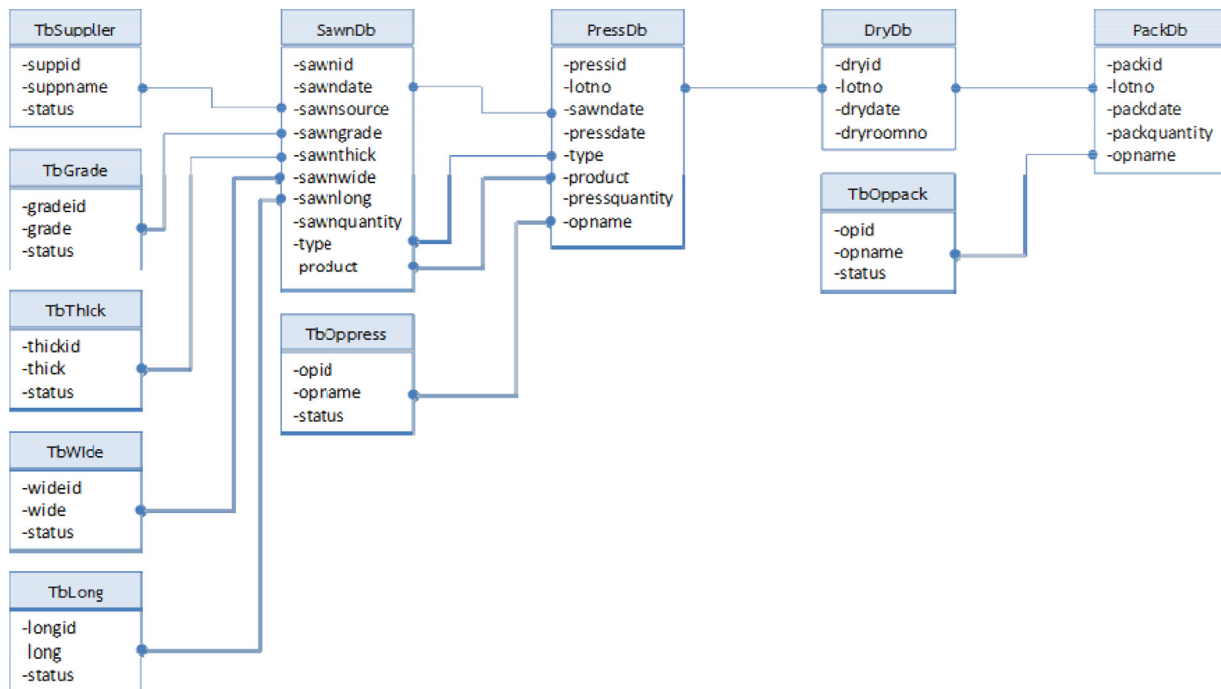 TbSupplier
-suppid
-suppname
-status
TbGrade
-gradeid
-grade
-status
TbThick
-thickid
-thick
-status
TbWide
-wideid
-wide
-status
TbLong
-longid
long
-status
SawnDb
-sawnid
-sawndate
-sawnsource
-sawngrade
-sawnthick
-sawnwide
-sawnlong
-sawnquantity
-type
product
TbOppress
-opid
-opname
-status
PressDb
-pressid
-lotno
-sawndate
-pressdate
-type
-product
-pressquantity
-opname
DryDb
-dryid
-lotno
-drydate
-dryroomno
TbOppack
-opid
-opname
-status
PackDb
-packid
-lotno
-packdate
-packquantity
-opname